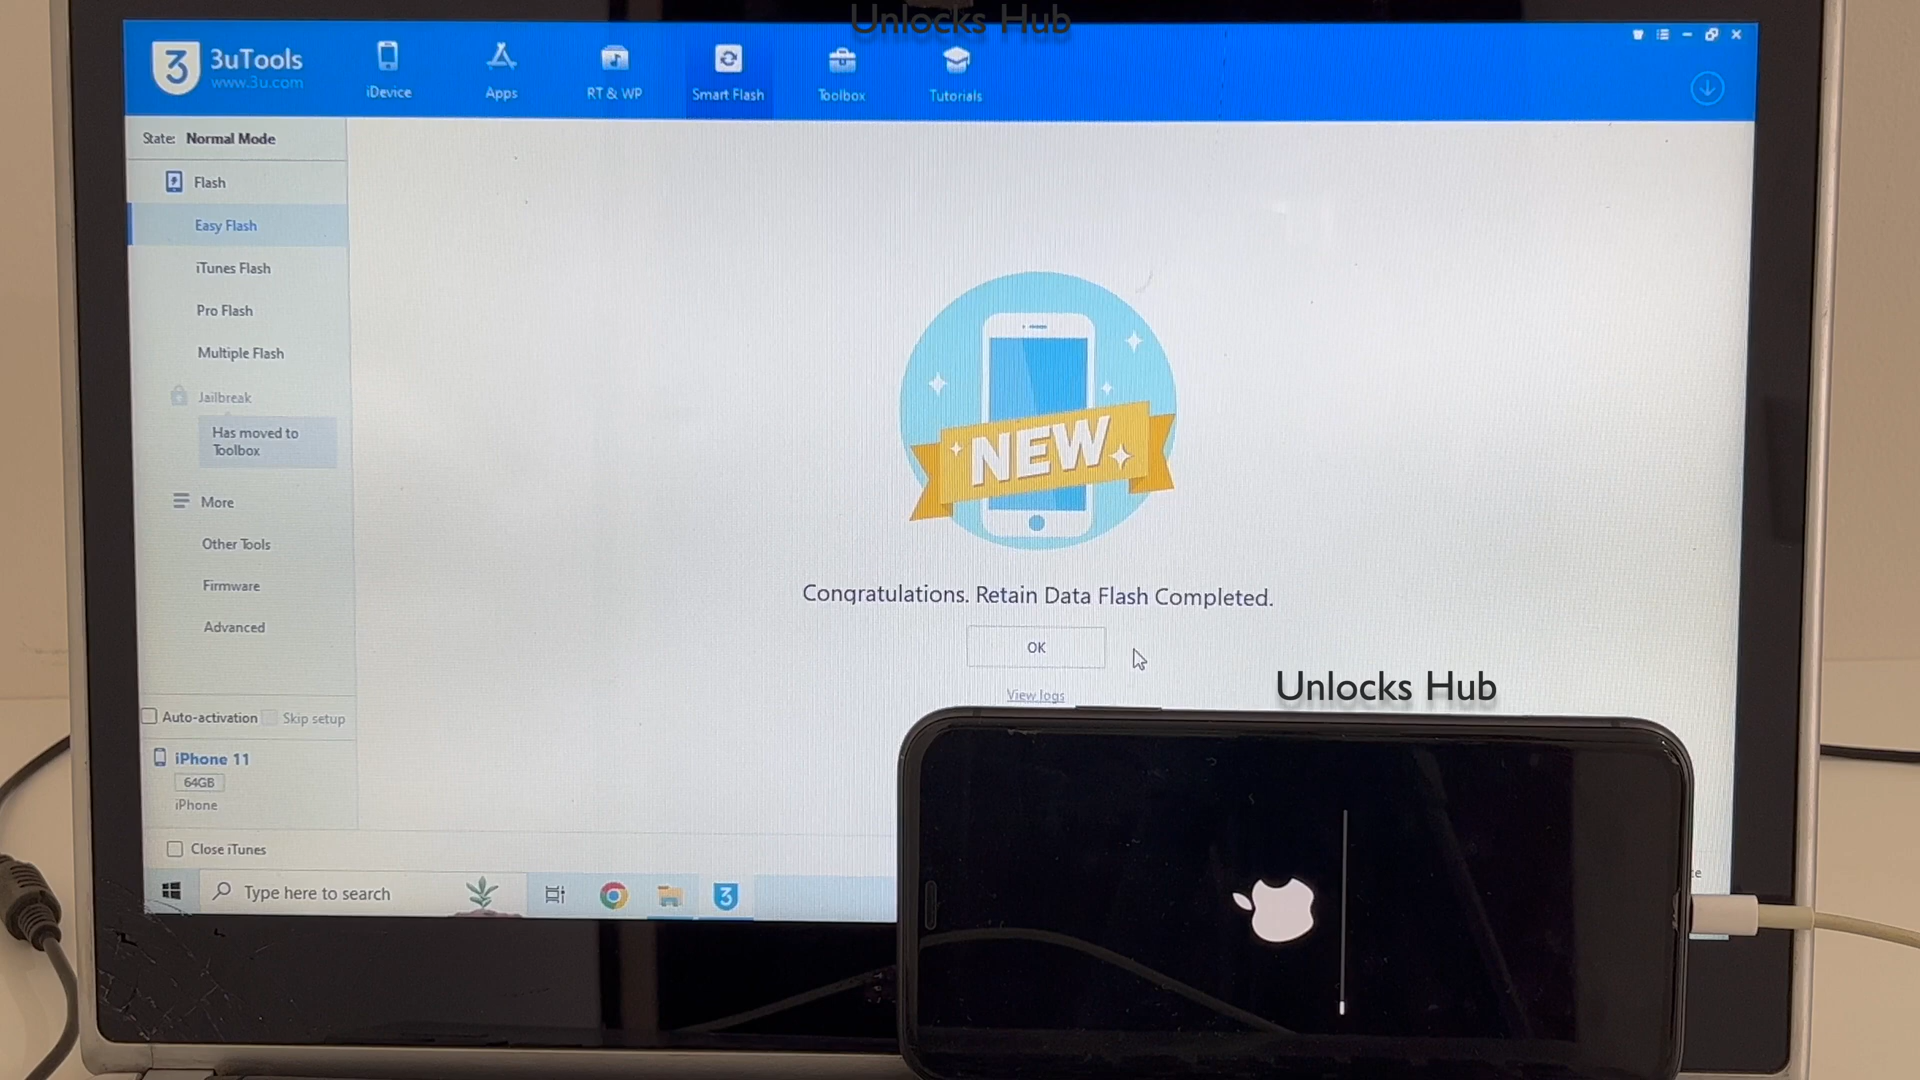 Unlocks Hub
3 3uTools
www.3u.com
iDevice
Apps
RT & WP
Smart Flash
Toolbox
Tutorials
State: Normal Mode
Flash
Easy Flash
iTunes Flash
Pro Flash
Multiple Flash
Jailbreak
Has moved to
Toolbox
More
Other Tools
Firmware
Advanced
NEW
Congratulations. Retain Data Flash Completed.
OK
View logs
Unlocks Hub
Auto-activation
Skip setup
iPhone 11
64GB
iPhone
Close iTunes
Type here to search
3